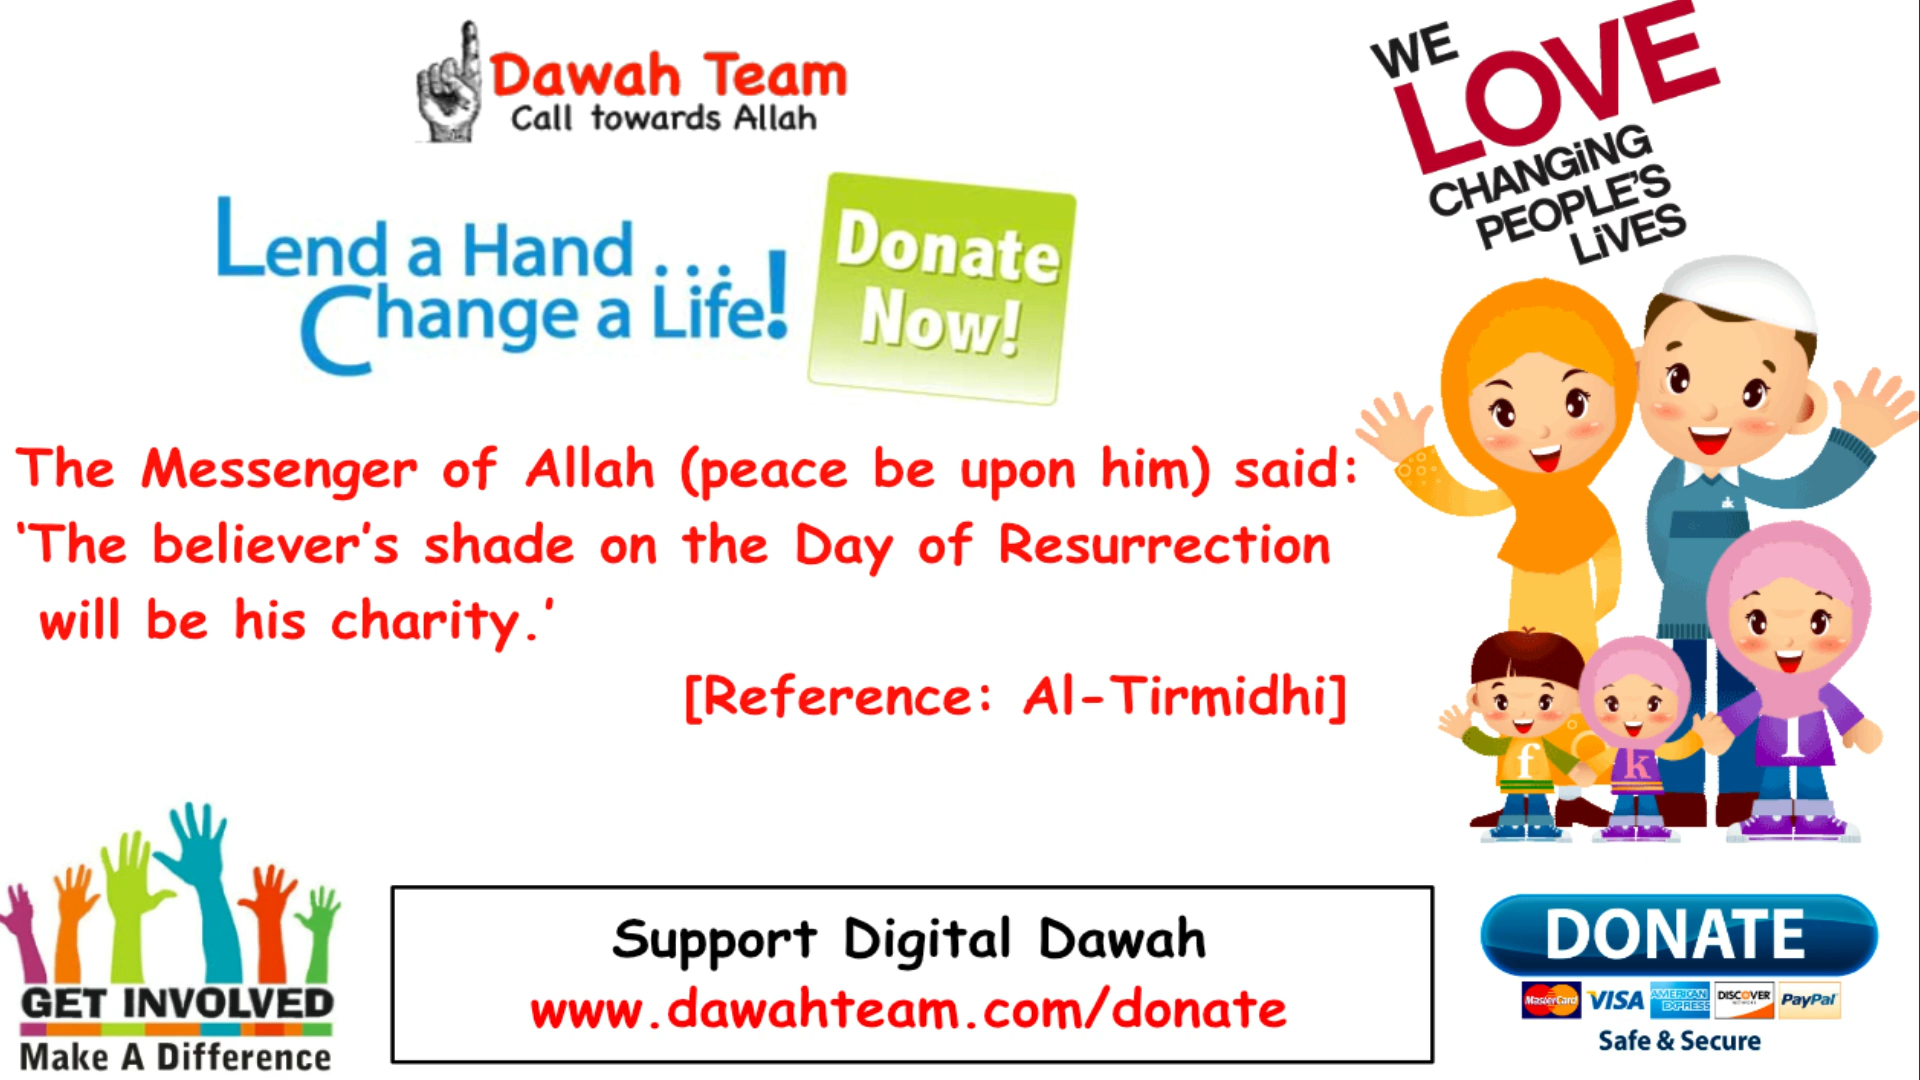 Dawah Team
Call towards Allah
WE
LOVE
CHANGiNG
PEOPLE'S
LiVES
Lend a Hand ...
Change a Life!
Donate
Now!
The Messenger of Allah (peace be upon him) said:
‘The believer’s shade on the Day of Resurrection
will be his charity.’
[Reference: Al-Tirmidhi]
f
k
l
GET INVOLVED
Make A Difference
Support Digital Dawah
www.dawahteam.com/donate
DONATE
MasterCard VISA AMERICAN EXPRESS DISCOVER NETWORK PayPal
Safe & Secure